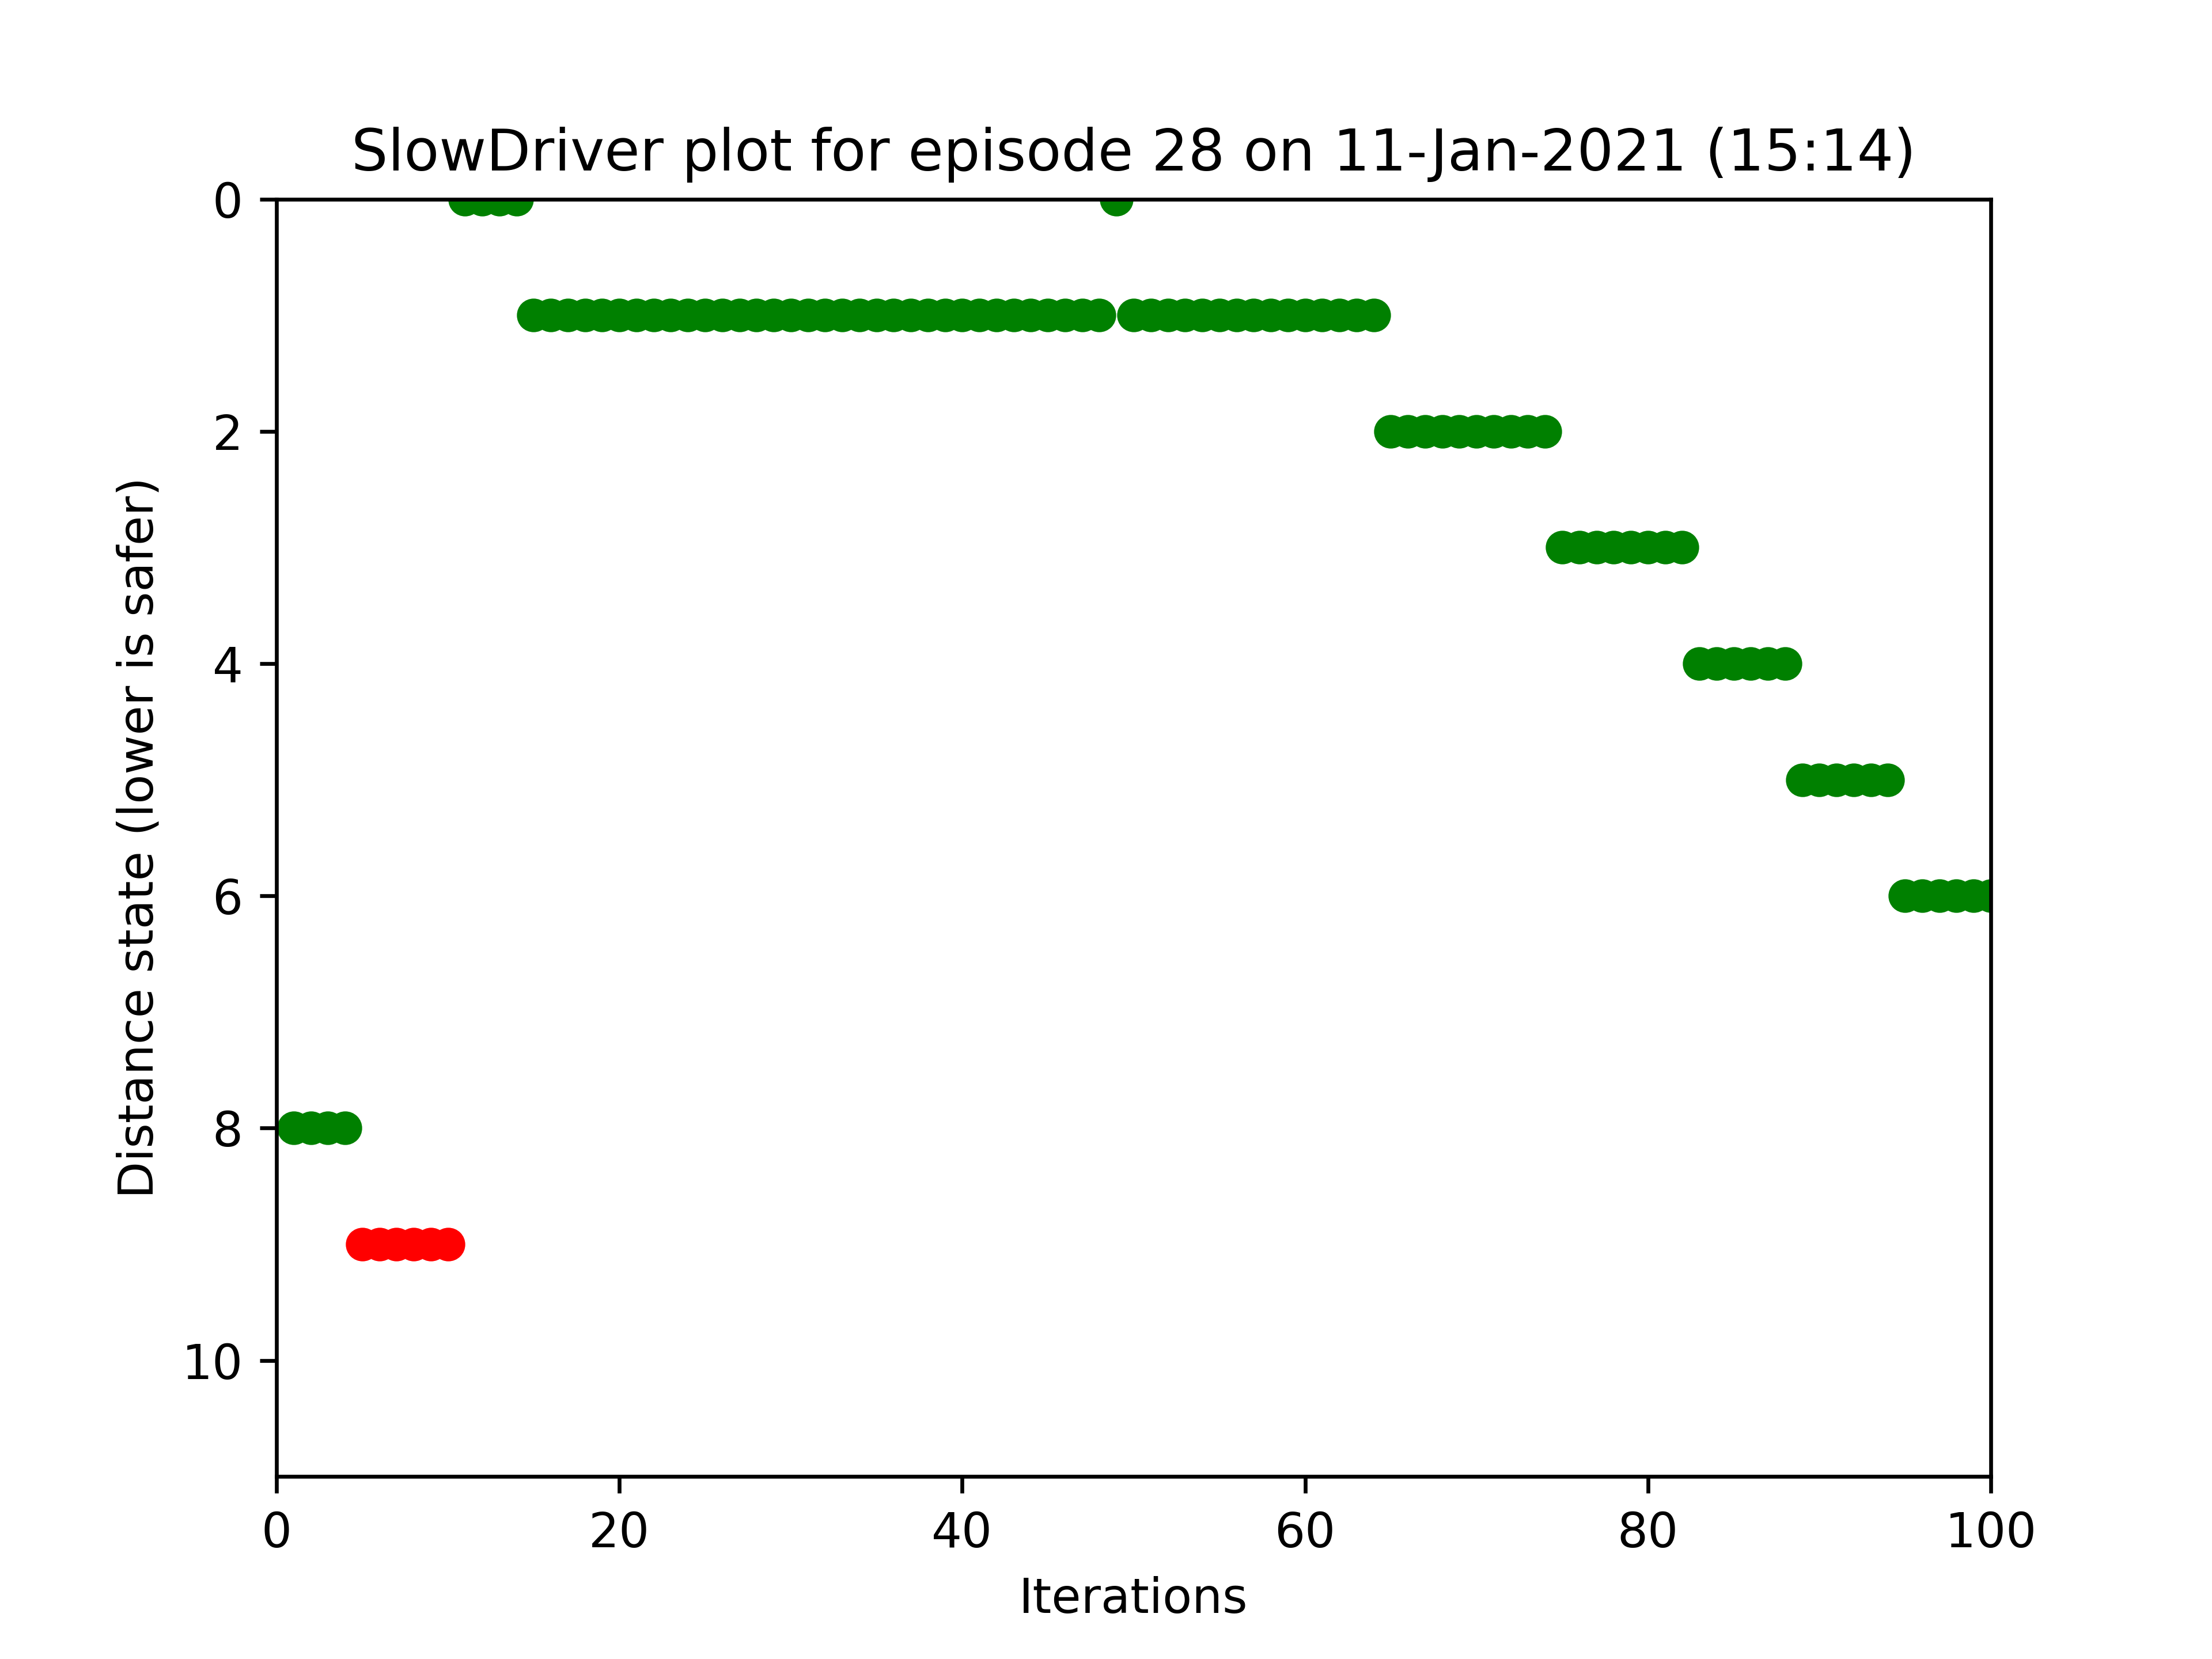 SlowDriver plot for episode 28 on 11-Jan-2021 (15:14)
0
2
4
6
8
10
Distance state (lower is safer)
0 20 40 60 80 100
Iterations